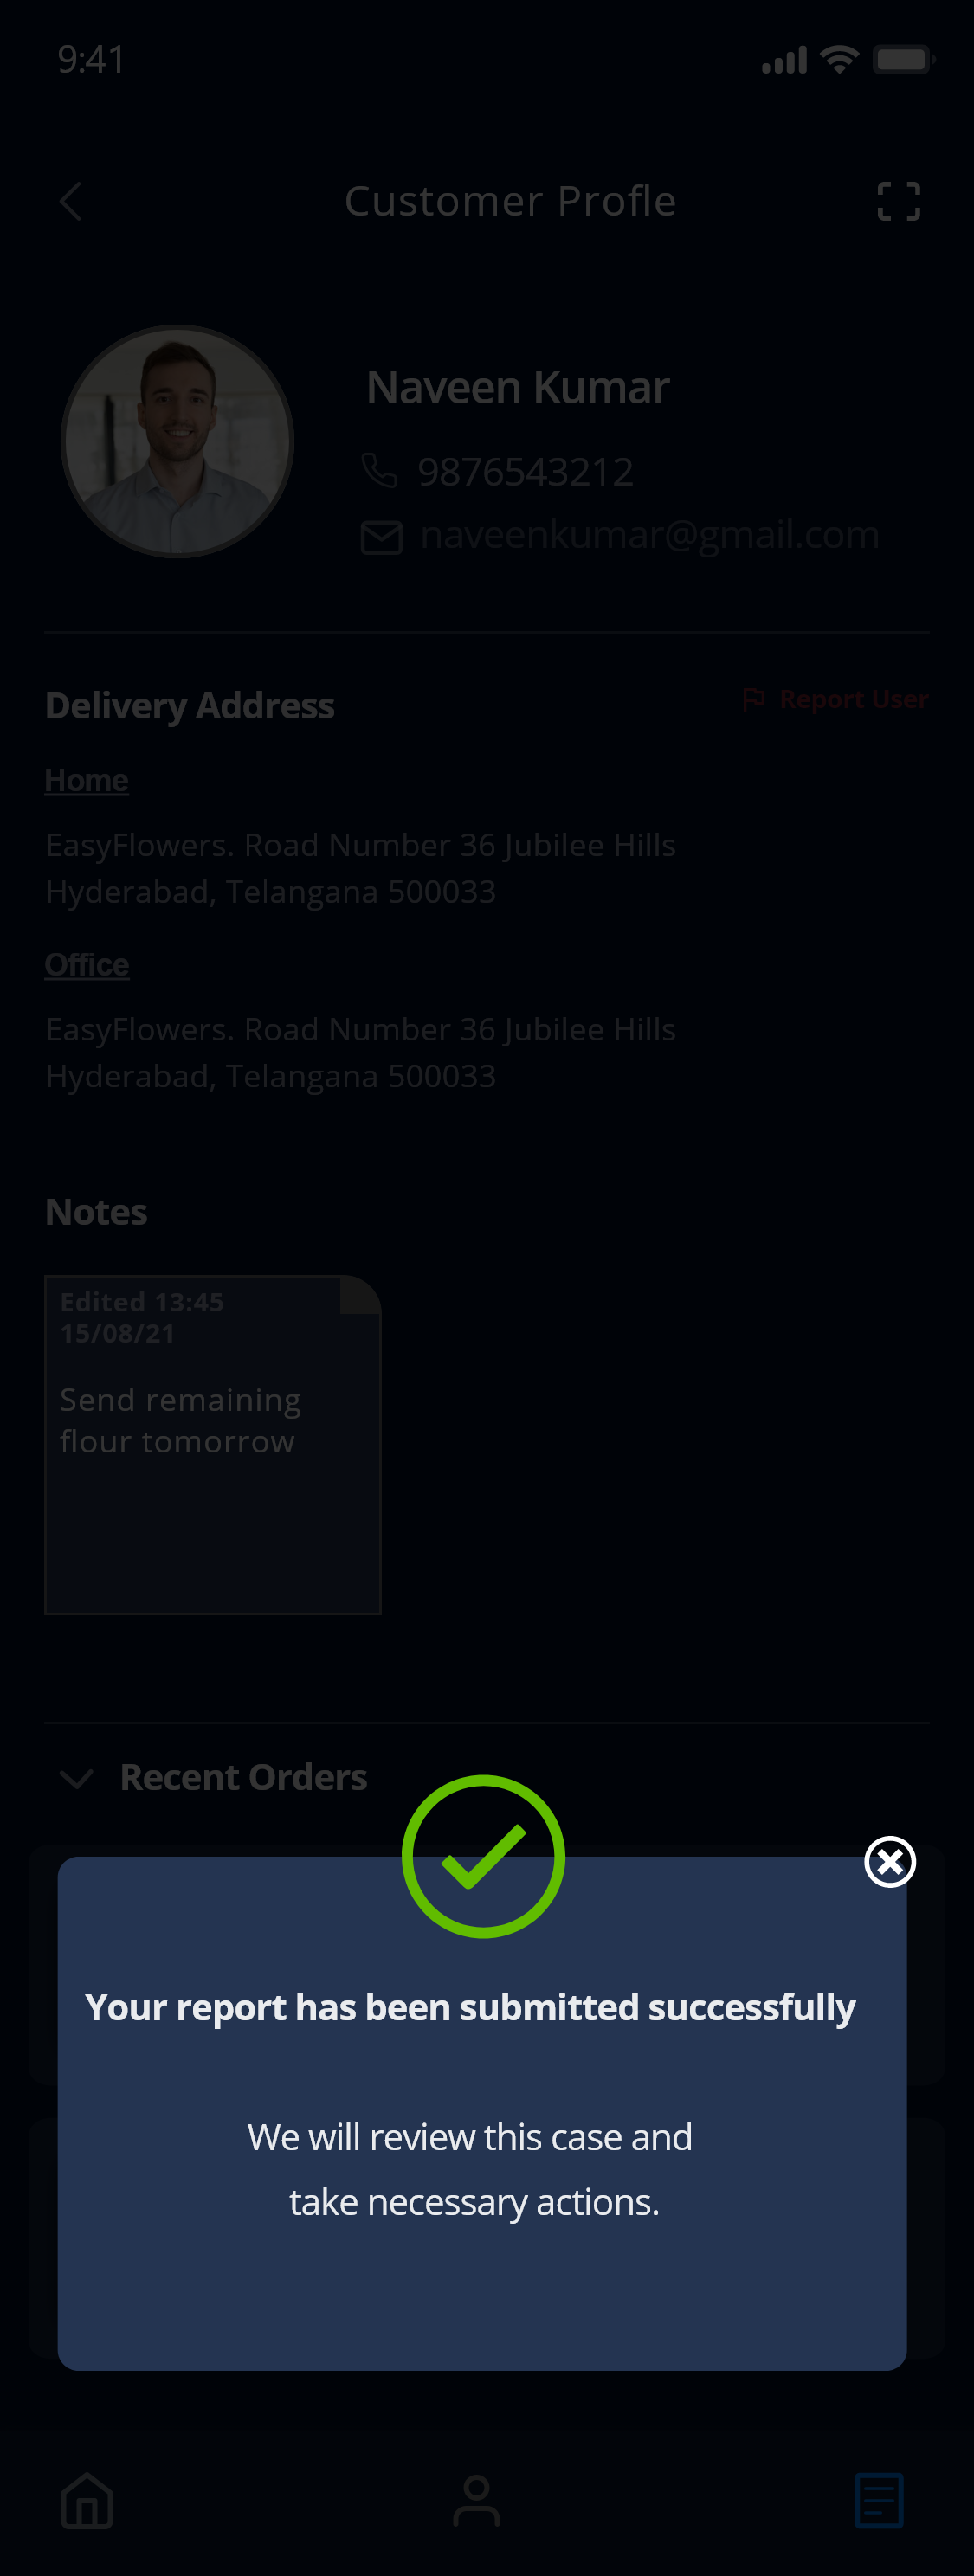 9:41
Customer Profle
Naveen Kumar
9876543212
naveenkumar@gmail.com
Delivery Address
Report User
Home
EasyFlowers. Road Number 36 Jubilee Hills
Hyderabad, Telangana 500033
Office
EasyFlowers. Road Number 36 Jubilee Hills
Hyderabad, Telangana 500033
Notes
Edited 13:45
15/08/21
Send remaining
flour tomorrow
Recent Orders
Your report has been submitted successfully
We will review this case and
take necessary actions.